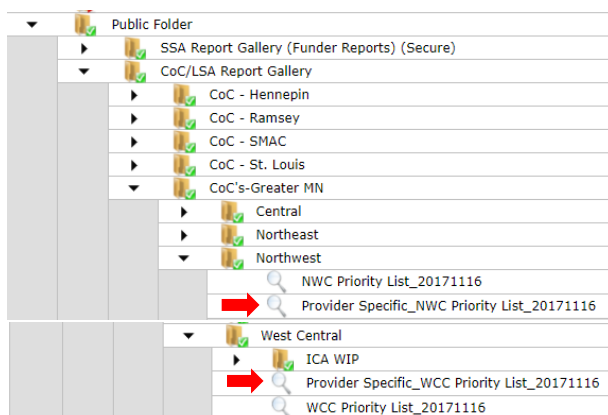 Public Folder
SSA Report Gallery (Funder Reports) (Secure)
CoC/LSA Report Gallery
CoC - Hennepin
CoC - Ramsey
CoC - SMAC
CoC - St. Louis
CoC's-Greater MN
Central
Northeast
Northwest
NWC Priority List_20171116
Provider Specific_NWC Priority List_20171116
West Central
ICA WIP
Provider Specific_WCC Priority List_20171116
WCC Priority List_20171116